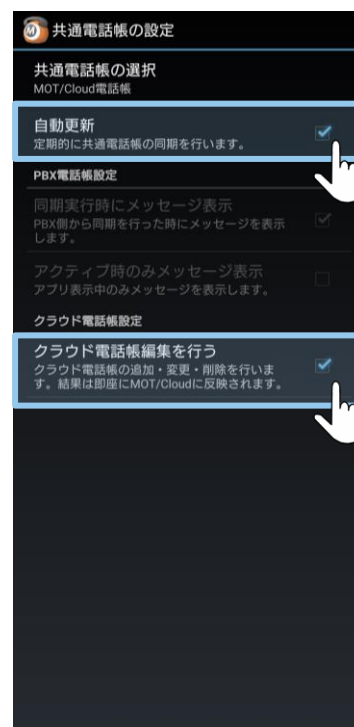 共通電話帳の設定
共通電話帳の選択
MOT/Cloud電話帳
自動更新
定期的に共通電話帳の同期を行います。
PBX電話帳設定
同期実行時にメッセージ表示
PBX側から同期を行った時にメッセージを表示
します。
アクティブ時のみメッセージ表示
アプリ表示中のみメッセージを表示します。
クラウド電話帳設定
クラウド電話帳編集を行う
クラウド電話帳の追加・変更・削除を行いま
す。結果は即座にMOT/Cloudに反映されます。